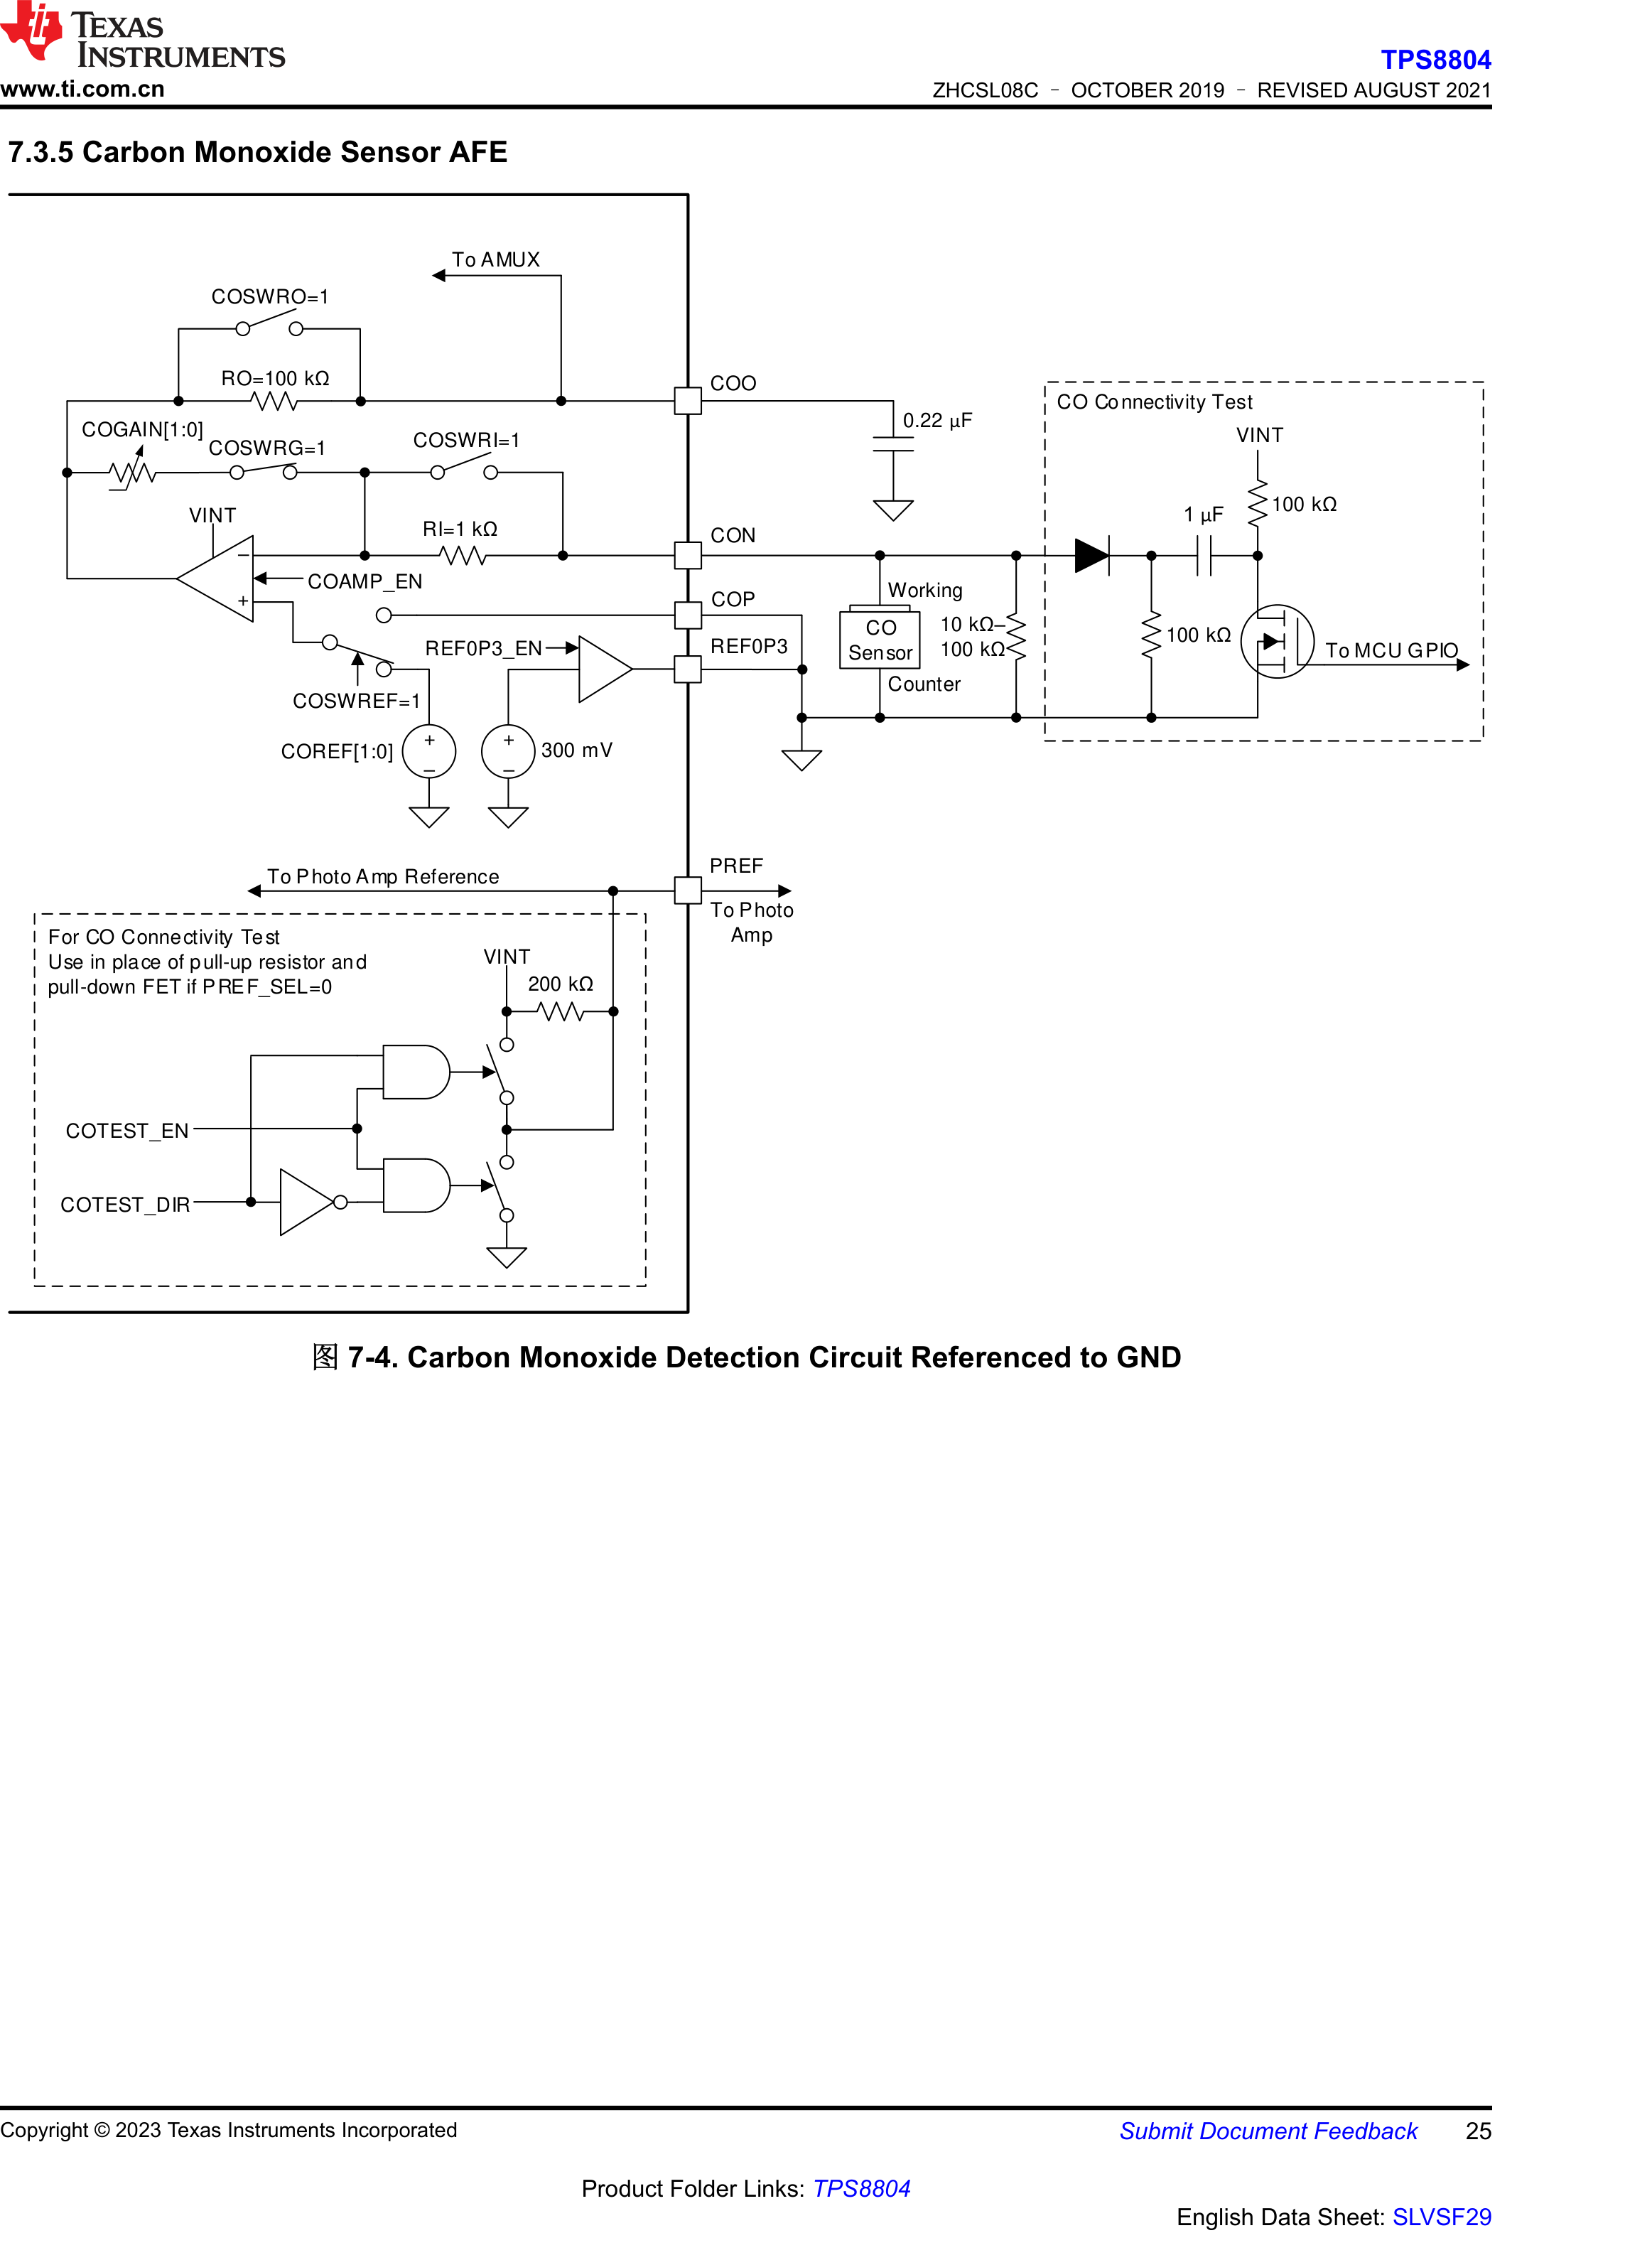 TEXAS
INSTRUMENTS
www.ti.com.cn
TPS8804
ZHCSL08C – OCTOBER 2019 – REVISED AUGUST 2021
7.3.5 Carbon Monoxide Sensor AFE
To AMUX
COSWRO=1
RO=100 kΩ
COO
COGAIN[1:0]
COSWRG=1
COSWRI=1
0.22 µF
CO Connectivity Test
VINT
100 kΩ
1 µF
VINT
RI=1 kΩ
CON
COAMP_EN
Working
COP
CO
Sensor
10 kΩ–
100 kΩ
100 kΩ
REF0P3_EN
REF0P3
To MCU GPIO
Counter
COSWREF=1
COREF[1:0]
300 mV
PREF
To Photo Amp Reference
To Photo
Amp
For CO Connectivity Test
Use in place of pull-up resistor and
pull-down FET if PREF_SEL=0
VINT
200 kΩ
COTEST_EN
COTEST_DIR
图 7-4. Carbon Monoxide Detection Circuit Referenced to GND
Copyright © 2023 Texas Instruments Incorporated
Submit Document Feedback 25
Product Folder Links: TPS8804
English Data Sheet: SLVSF29